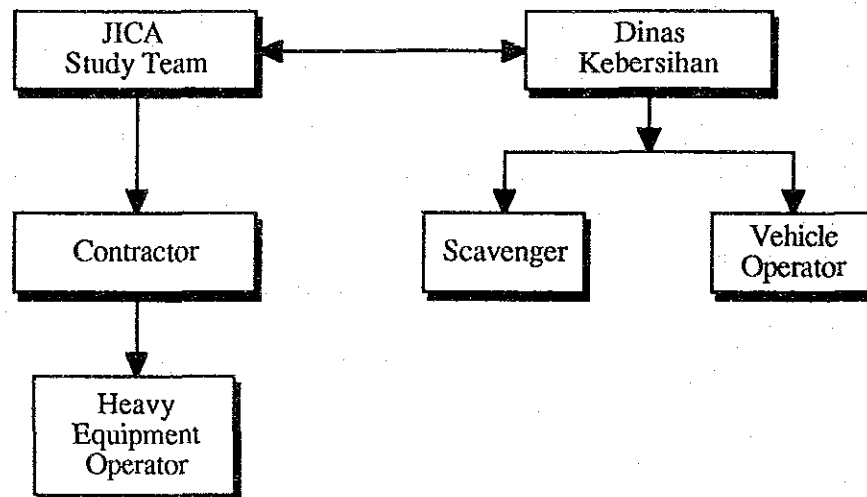 JICA
Study Team
Dinas
Kebersihan
Contractor
Scavenger
Vehicle
Operator
Heavy
Equipment
Operator